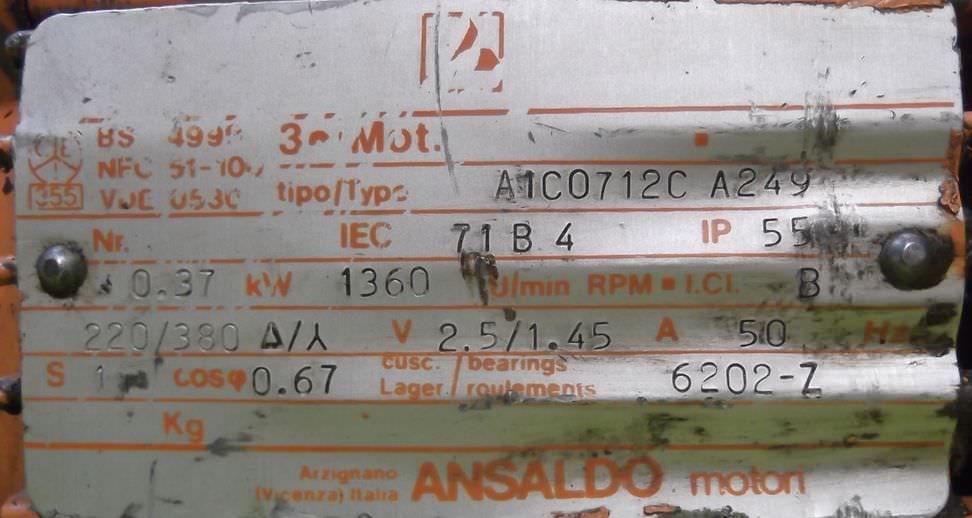 BS 499 3~ Mot.
NFC 51-10
355 VDE 0530 tipo/Type A1C0712C A249
Nr. IEC 71 B 4 IP 55
0.37 kW 1360 U/min RPM ▪ I.Cl. B
220/380 Δ/⅄ V 2.5/1.45 A 50 Hz
S 1 cosφ 0.67 cusc./bearings
Lager/roulements 6202-Z
Kg
Arzignano
(Vicenza) Italia ANSALDO motori